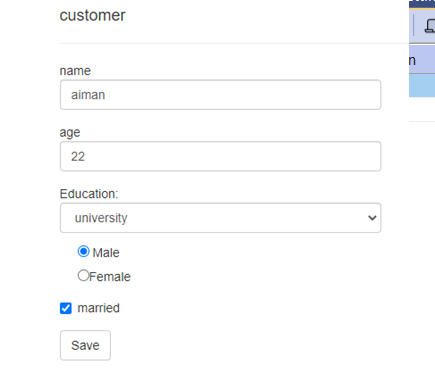 customer
name
aiman
age
22
Education:
university
Male
Female
married
Save
n